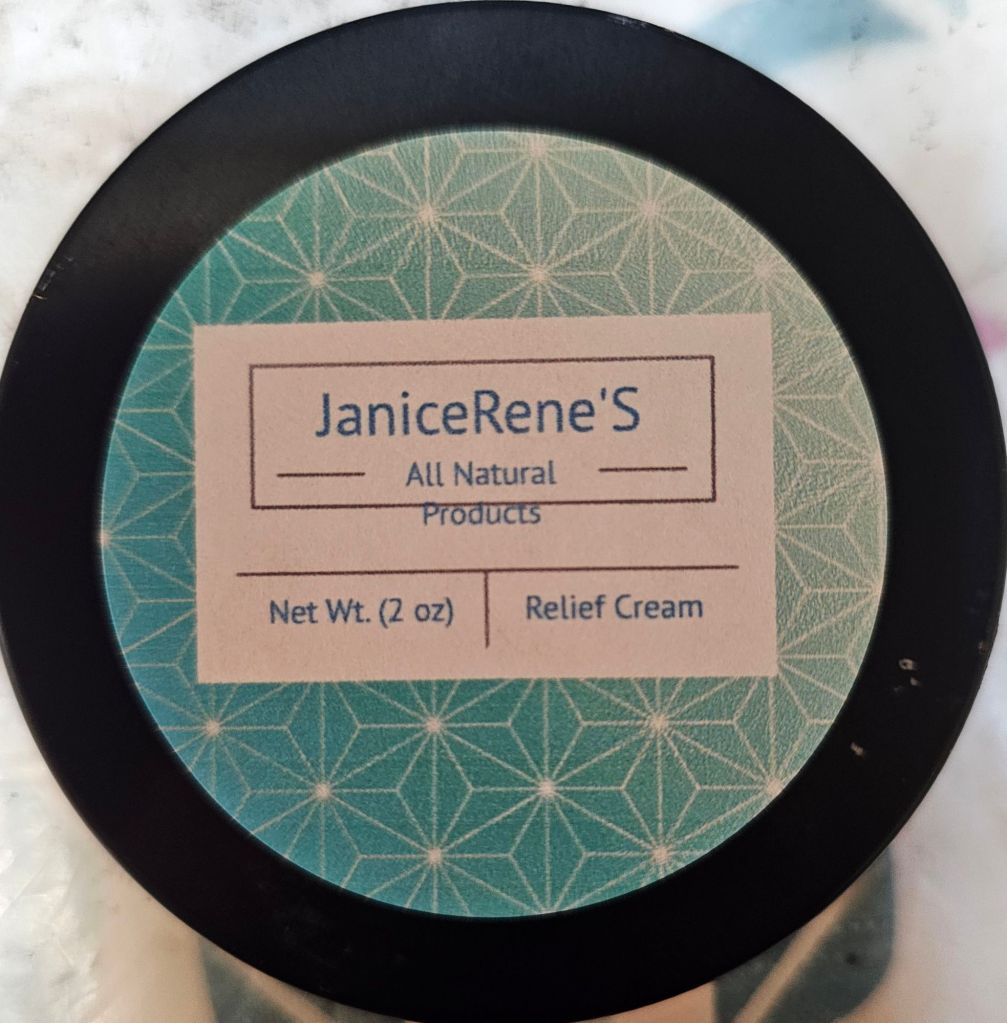 JaniceRene'S
All Natural
Products
Net Wt. (2 oz)
Relief Cream